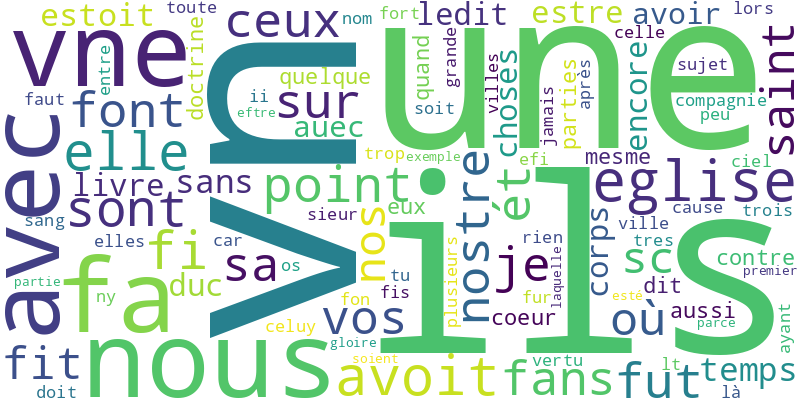 estoit
toute
ceux
nom
fort
ledit
estre
avoir
lors
vne
entre
doctrine
quelque
quand
grande
une
celle
sujet
saint
faut
font
ii
sur
eftre
auec
soit
villes
choses
jamais
parties
après
encore
compagnie
peu
avec
elle
vn
trop
exemple
efi
mesme
ciel
livre
sans
point
ils
nostre
ét
eglise
sang
sont
sieur
nos
eux
corps
cause
trois
elles
fi
car
sa
os
je
rien
ville
tres
contre
partie
fa
duc
tu
plusieurs
laquelle
sc
premier
ny
fis
fon
fur
dit
esté
aussi
celuy
vos
coeur
où
parce
ayant
fit
nous
gloire
soient
avoit
vertu
fans
fut
lt
temps
doit
là